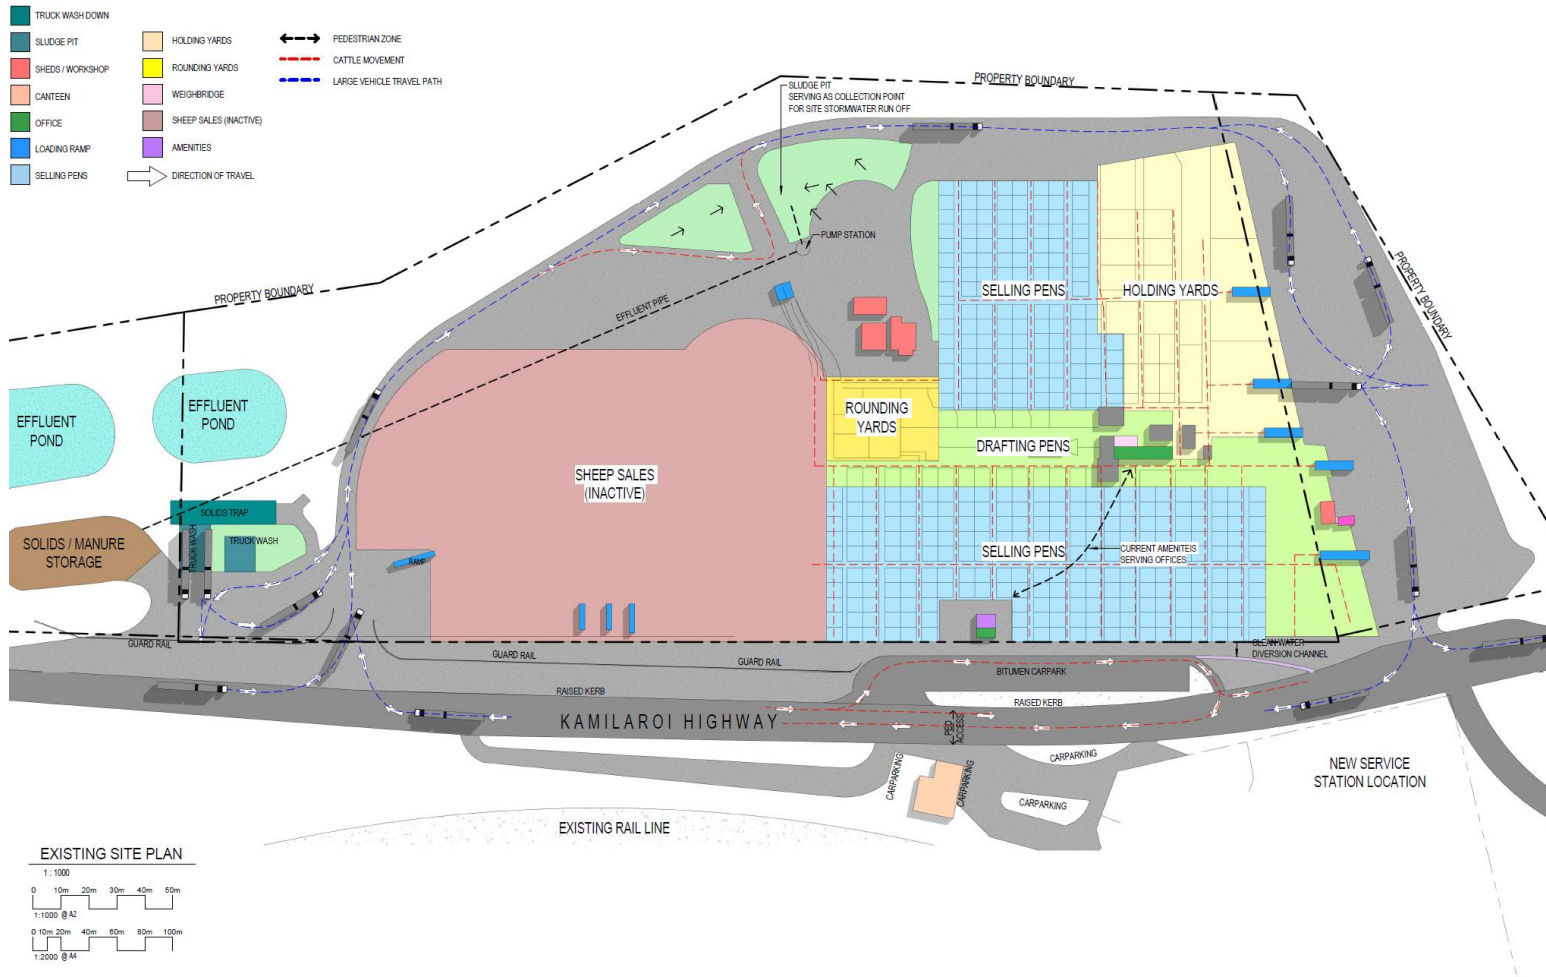 TRUCK WASH DOWN
SLUDGE PIT
SHEDS / WORKSHOP
CANTEEN
OFFICE
LOADING RAMP
SELLING PENS
HOLDING YARDS
ROUNDING YARDS
WEIGHBRIDGE
SHEEP SALES (INACTIVE)
AMENITIES
DIRECTION OF TRAVEL
PEDESTRIAN ZONE
CATTLE MOVEMENT
LARGE VEHICLE TRAVEL PATH
PROPERTY BOUNDARY
SLUDGE PIT
SERVING AS COLLECTION POINT
FOR SITE STORMWATER RUN OFF
PUMP STATION
PROPERTY BOUNDARY
EFFLUENT PIPE
SELLING PENS
HOLDING YARDS
PROPERTY BOUNDARY
EFFLUENT
POND
EFFLUENT
POND
ROUNDING
YARDS
DRAFTING PENS
SHEEP SALES
(INACTIVE)
SOLIDS TRAP
TRUCK WASH
TRUCK WASH
SOLIDS / MANURE
STORAGE
RAMP
SELLING PENS
CURRENT AMENITEIS
SERVING OFFICES
GUARD RAIL
GUARD RAIL
GUARD RAIL
CLEAN WATER
DIVERSION CHANNEL
BITUMEN CARPARK
RAISED KERB
RAISED KERB
KAMILAROI HIGHWAY
PED
ACCESS
CARPARKING
CARPARKING
CARPARKING
CARPARKING
NEW SERVICE
STATION LOCATION
EXISTING RAIL LINE
EXISTING SITE PLAN
1 : 1000
0 10m 20m 30m 40m 50m
1:1000 @ A2
0 10m 20m 40m 60m 80m 100m
1:2000 @ A4